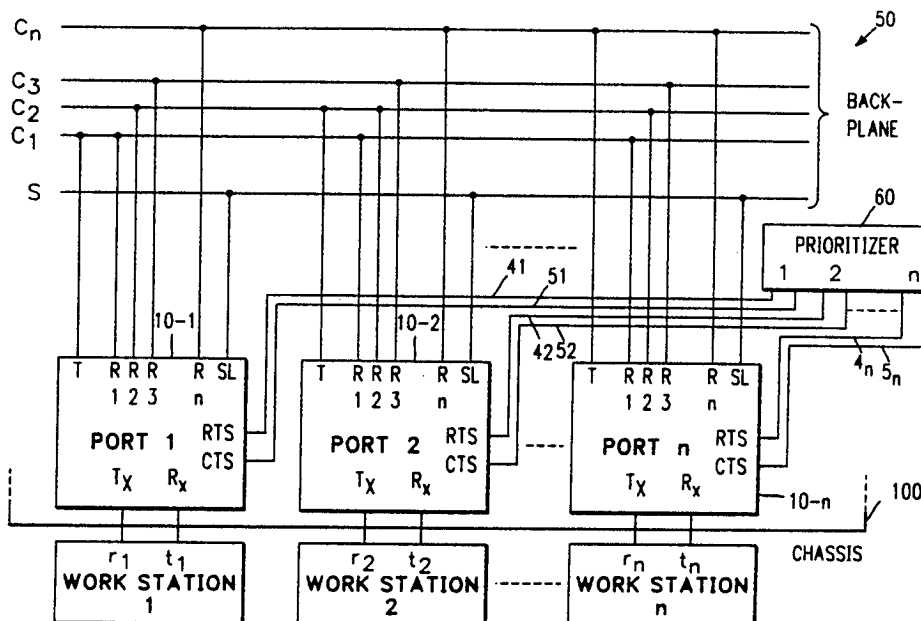 Cn
50
C3
BACK-
PLANE
C2
C1
S
60
PRIORITIZER
1 2 n
41
51
10-1
10-2
42 52
4n
5n
T R R R R SL
1 2 3 n
PORT 1
RTS
CTS
TX RX
T R R R R SL
1 2 3 n
PORT 2
RTS
CTS
TX RX
T R R R R SL
1 2 3 n
PORT n
RTS
CTS
TX Rx
10-n
100
CHASSIS
r1 t1
WORK STATION
1
r2 t2
WORK STATION
2
rn tn
WORK STATION
n